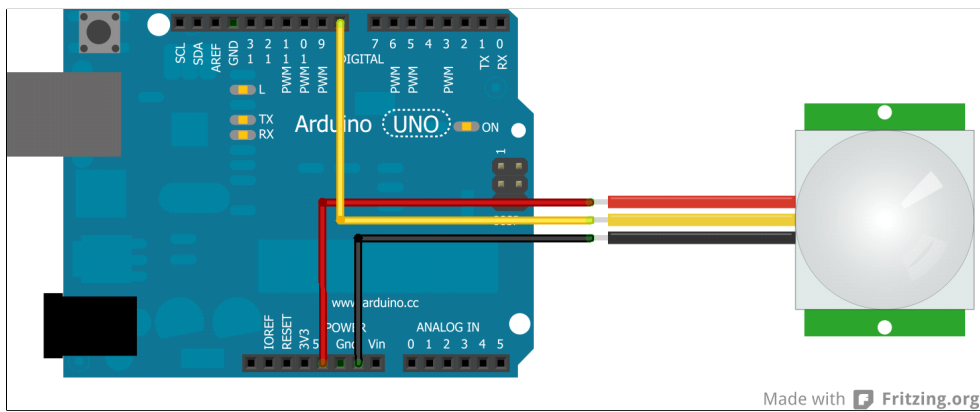 SCL
SDA
AREF
GND
13
12
PWM 11
PWM 10
PWM 9
DIGITAL
7
PWM 6
PWM 5
4
PWM 3
2
TX 1
RX 0
L
TX
RX
Arduino UNO ON
1
www.arduino.cc
IOREF
RESET
3V3
5
POWER
Gnd
Vin
ANALOG IN
0 1 2 3 4 5
Made with Fritzing.org